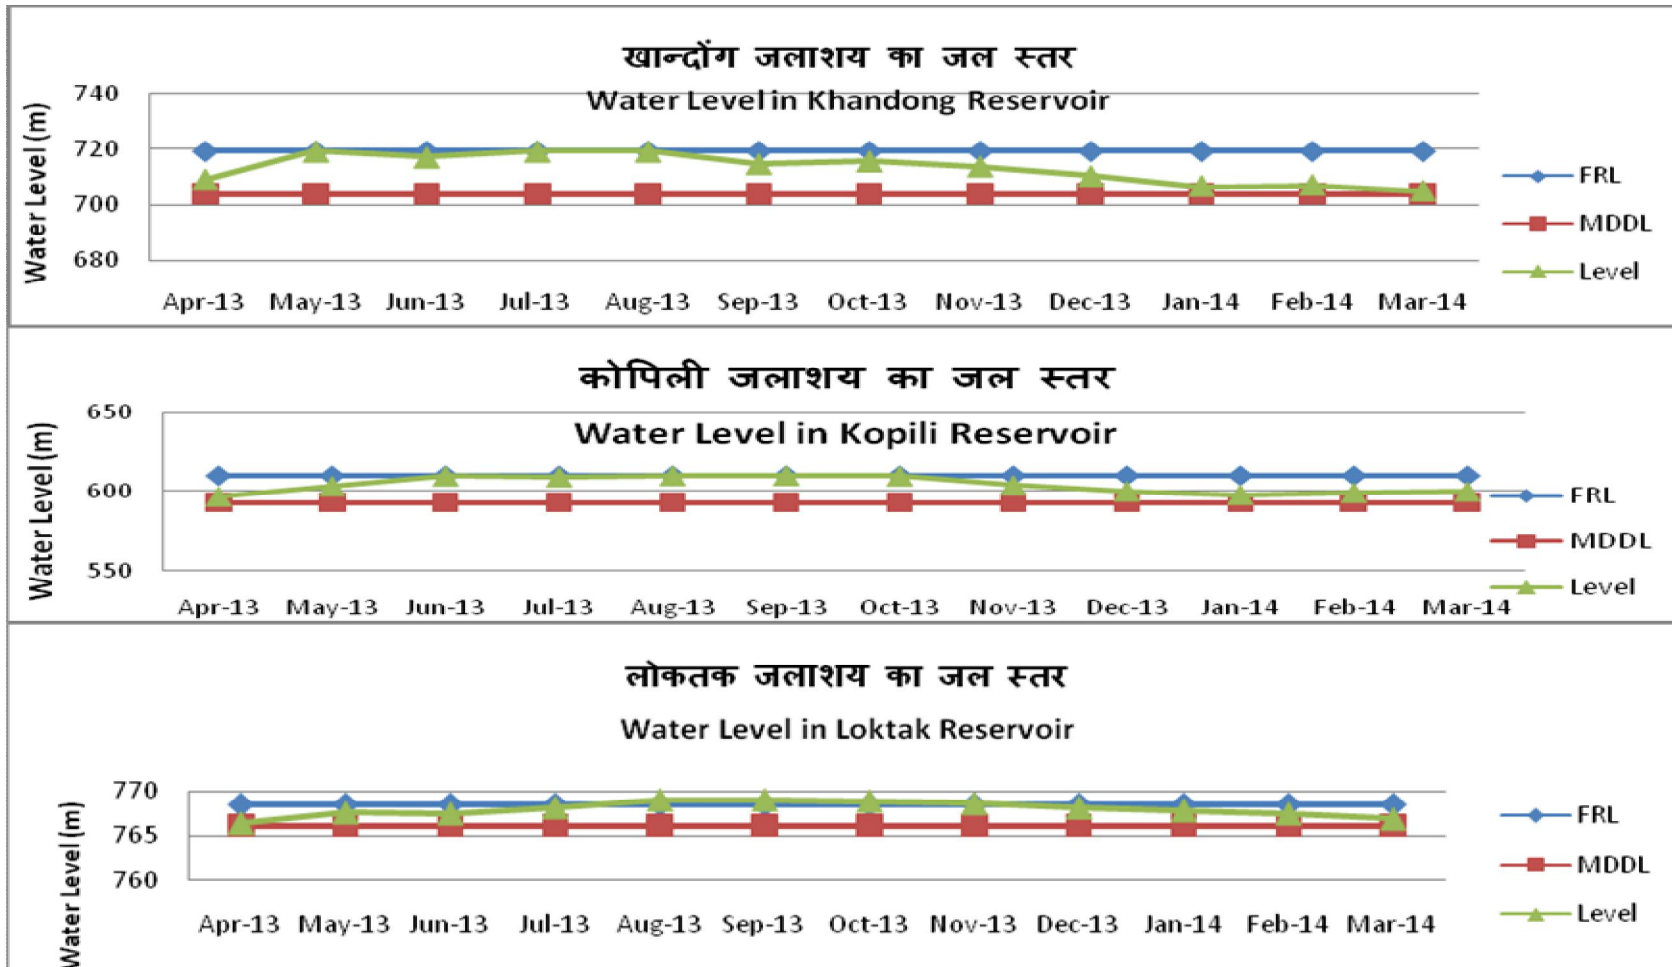 खान्दोंग जलाशय का जल स्तर
Water Level in Khandong Reservoir
Water Level (m)
740
720
700
680
Apr-13 May-13 Jun-13 Jul-13 Aug-13 Sep-13 Oct-13 Nov-13 Dec-13 Jan-14 Feb-14 Mar-14
FRL
MDDL
Level
कोपिली जलाशय का जल स्तर
Water Level in Kopili Reservoir
Water Level (m)
650
600
550
Apr-13 May-13 Jun-13 Jul-13 Aug-13 Sep-13 Oct-13 Nov-13 Dec-13 Jan-14 Feb-14 Mar-14
FRL
MDDL
Level
लोकतक जलाशय का जल स्तर
Water Level in Loktak Reservoir
Water Level (m)
770
765
760
Apr-13 May-13 Jun-13 Jul-13 Aug-13 Sep-13 Oct-13 Nov-13 Dec-13 Jan-14 Feb-14 Mar-14
FRL
MDDL
Level